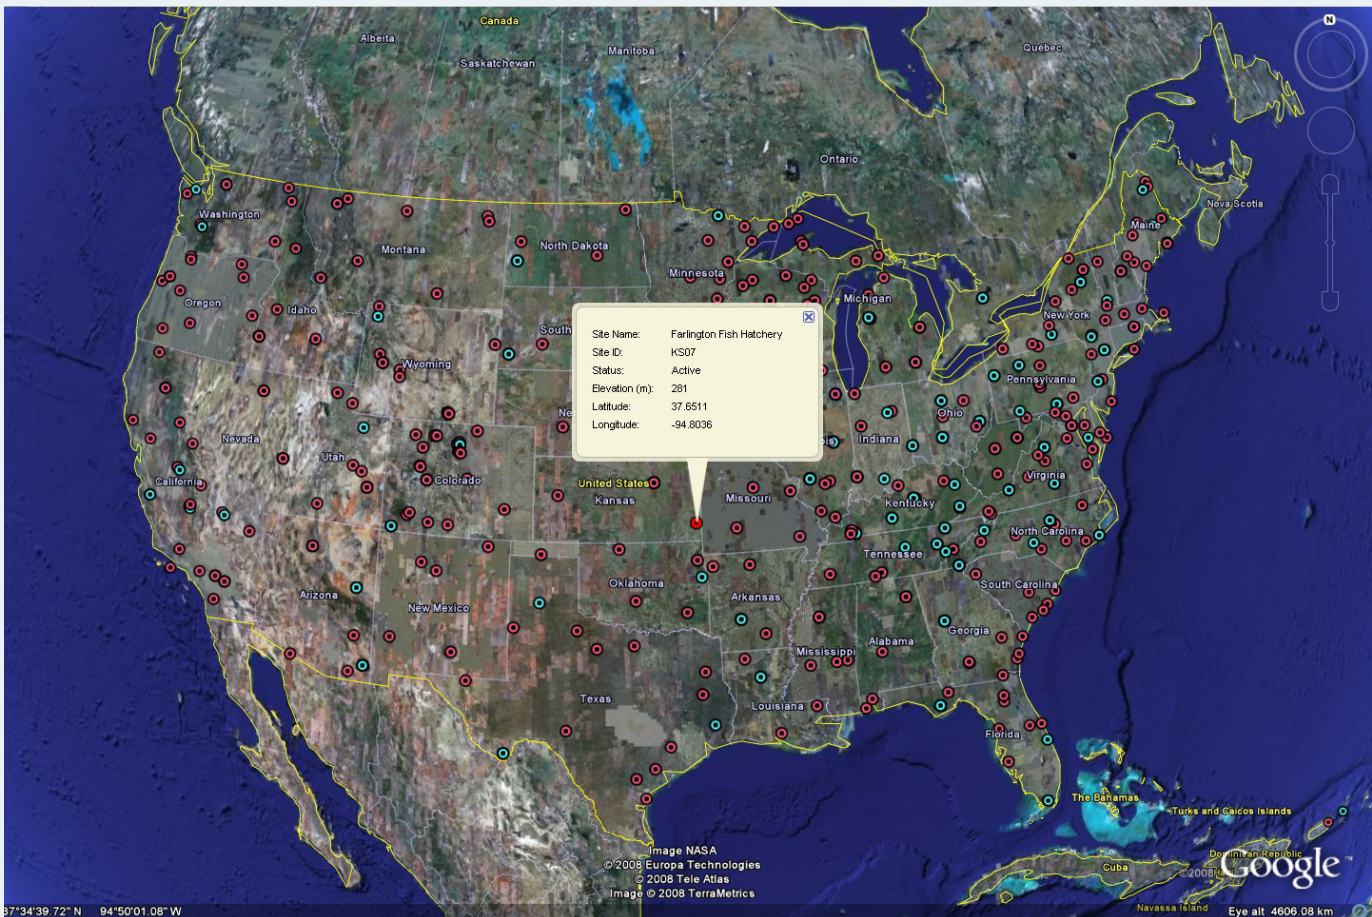 Canada
N
Alberta
Manitoba
Québec
Saskatchewan
Ontario
Nova Scotia
Washington
Maine
Montana
North Dakota
Minnesota
Oregon
Michigan
Idaho
New York
South
Site Name: Farlington Fish Hatchery
Site ID: KS07
Status: Active
Elevation (m): 281
Latitude: 37.6511
Longitude: -94.8036
Wyoming
Pennsylvania
Ne
Ohio
Nevada
Indiana
Utah
Virginia
California
Colorado
United States
Kansas
Missouri
Kentucky
North Carolina
Tennessee
Oklahoma
South Carolina
Arizona
Arkansas
New Mexico
Georgia
Alabama
Mississippi
Texas
Louisiana
Florida
The Bahamas
Turks and Caicos Islands
Image NASA
© 2008 Europa Technologies
© 2008 Tele Atlas
Image © 2008 TerraMetrics
Cuba
Google™
Navassa Island
37°34'39.72" N 94°50'01.08" W
Eye alt 4606.08 km